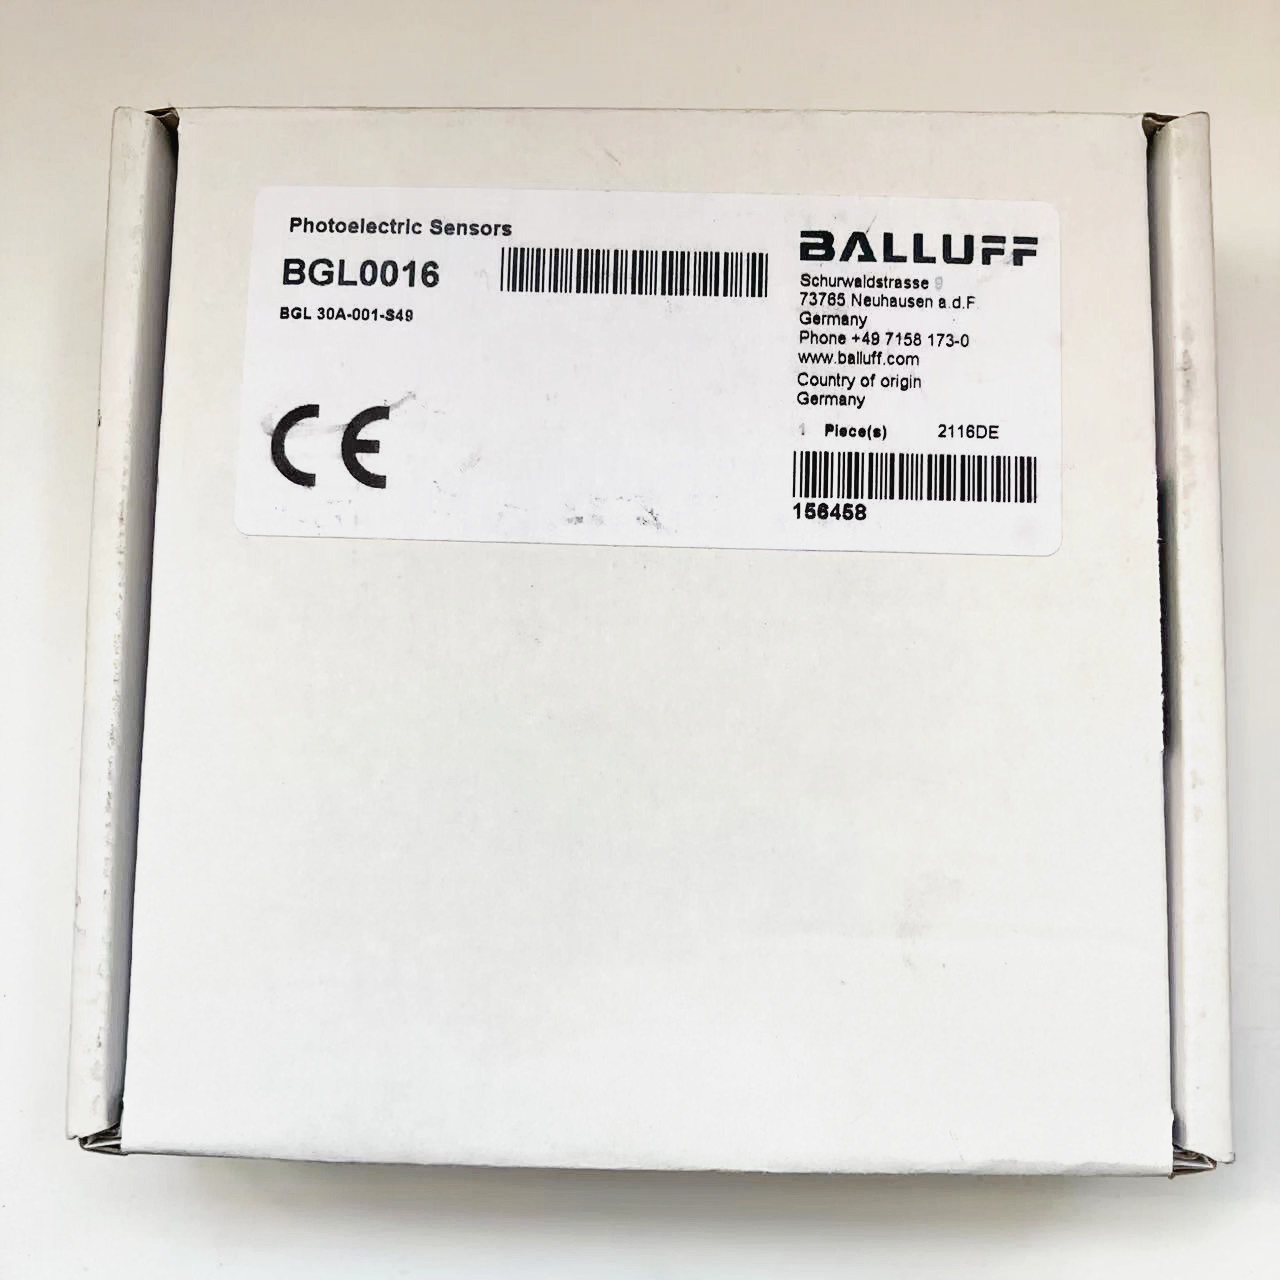 Photoelectric Sensors
BGL0016
BGL 30A-001-S49
CE
BALLUFF
Schurwaldstrasse 9
73765 Neuhausen a.d.F.
Germany
Phone +49 7158 173-0
www.balluff.com
Country of origin
Germany
1 Piece(s) 2116DE
156458